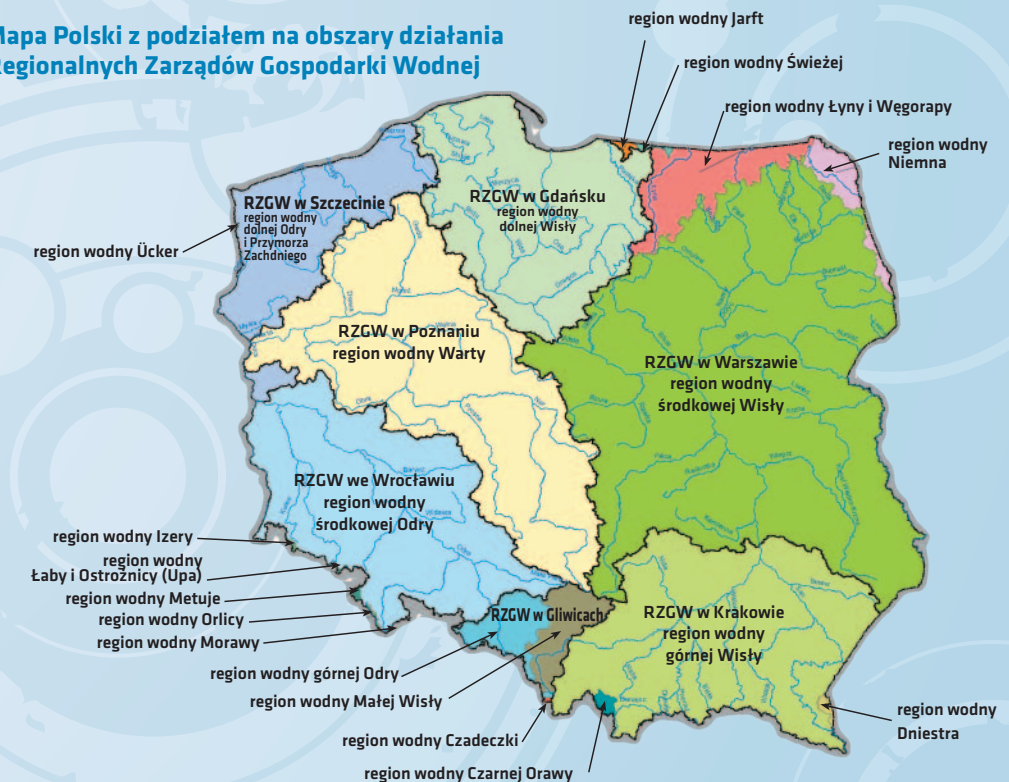 Mapa Polski z podziałem na obszary działania
Regionalnych Zarządów Gospodarki Wodnej
region wodny Jarft
region wodny Świeżej
region wodny Łyny i Węgorapy
region wodny
Niemna
RZGW w Szczecinie
region wodny
dolnej Odry
i Przymorza
Zachdniego
RZGW w Gdańsku
region wodny
dolnej Wisły
region wodny Ücker
RZGW w Poznaniu
region wodny Warty
RZGW w Warszawie
region wodny
środkowej Wisły
RZGW we Wrocławiu
region wodny
środkowej Odry
region wodny Izery
region wodny
Łaby i Ostrożnicy (Upa)
region wodny Metuje
region wodny Orlicy
region wodny Morawy
RZGW w Gliwicach
RZGW w Krakowie
region wodny
górnej Wisły
region wodny górnej Odry
region wodny Małej Wisły
region wodny Czadeczki
region wodny Czarnej Orawy
region wodny
Dniestra